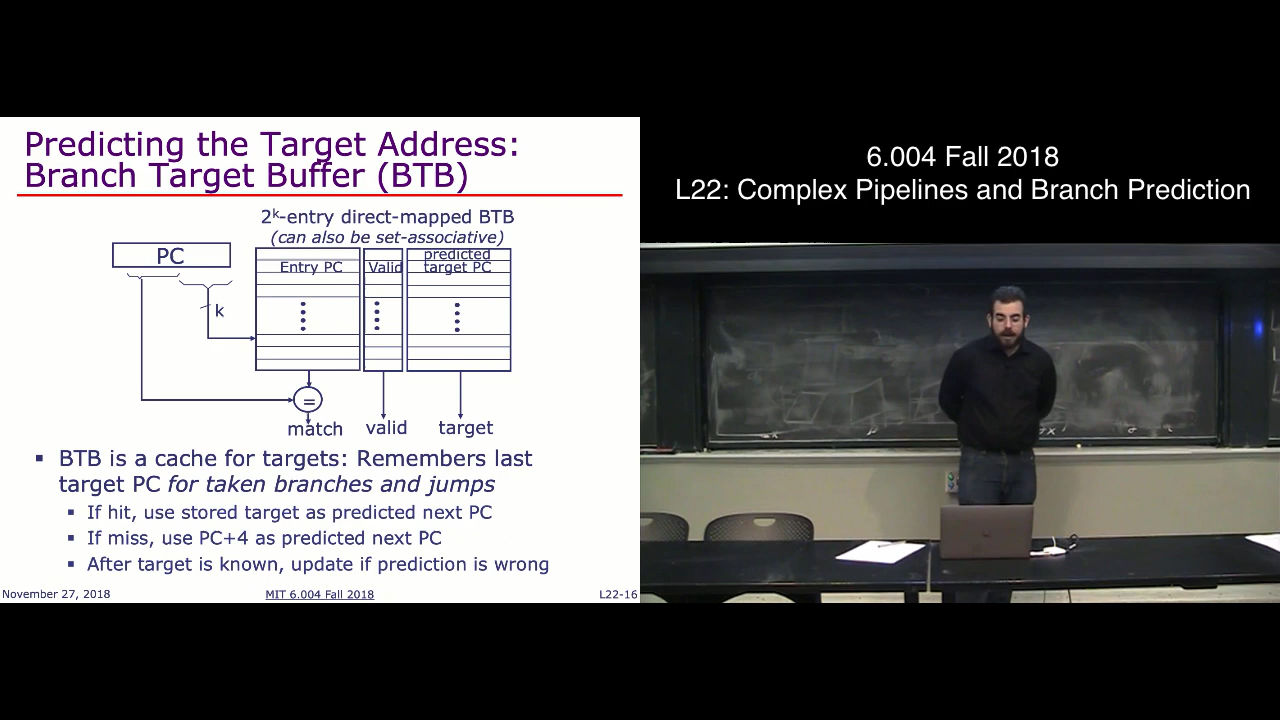 Predicting the Target Address:
Branch Target Buffer (BTB)
2ᵏ-entry direct-mapped BTB
(can also be set-associative)
PC
Entry PC
Valid
predicted
target PC
k
=
match
valid
target
▪ BTB is a cache for targets: Remembers last
target PC for taken branches and jumps
▪ If hit, use stored target as predicted next PC
▪ If miss, use PC+4 as predicted next PC
▪ After target is known, update if prediction is wrong
November 27, 2018
MIT 6.004 Fall 2018
L22-16
6.004 Fall 2018
L22: Complex Pipelines and Branch Prediction